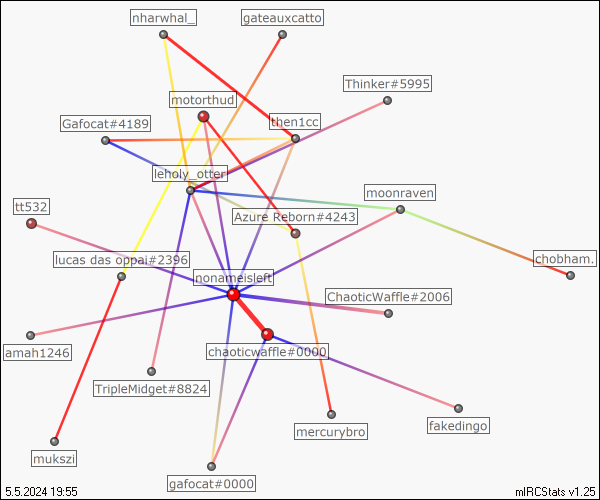 nharwhal_
gateauxcatto
Thinker#5995
motorthud
Gafocat#4189
then1cc
leholy_otter
moonraven
tt532
Azure Reborn#4243
lucas das oppai#2396
chobham.
nonameisleft
ChaoticWaffle#2006
amah1246
chaoticwaffle#0000
TripleMidget#8824
mercurybro
fakedingo
mukszi
gafocat#0000
5.5.2024 19:55
mIRCStats v1.25